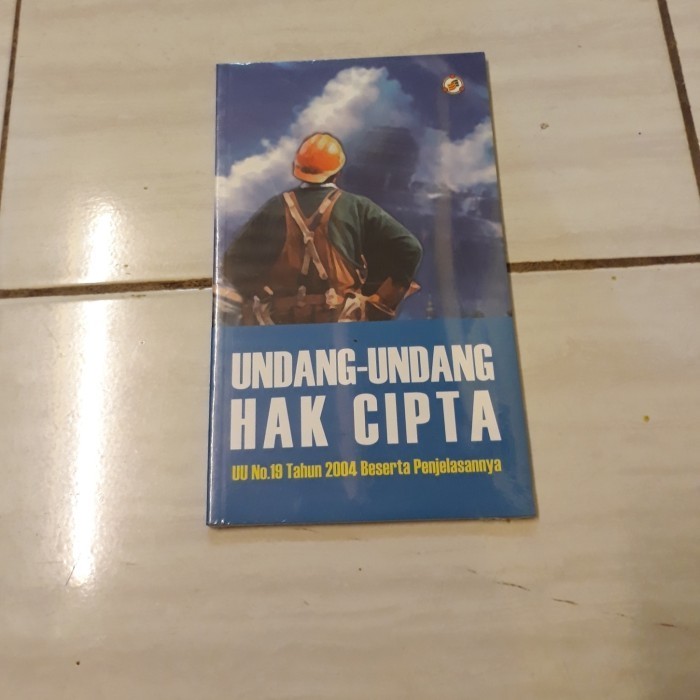 UNDANG-UNDANG
HAK CIPTA
UU No.19 Tahun 2004 Beserta Penjelasannya